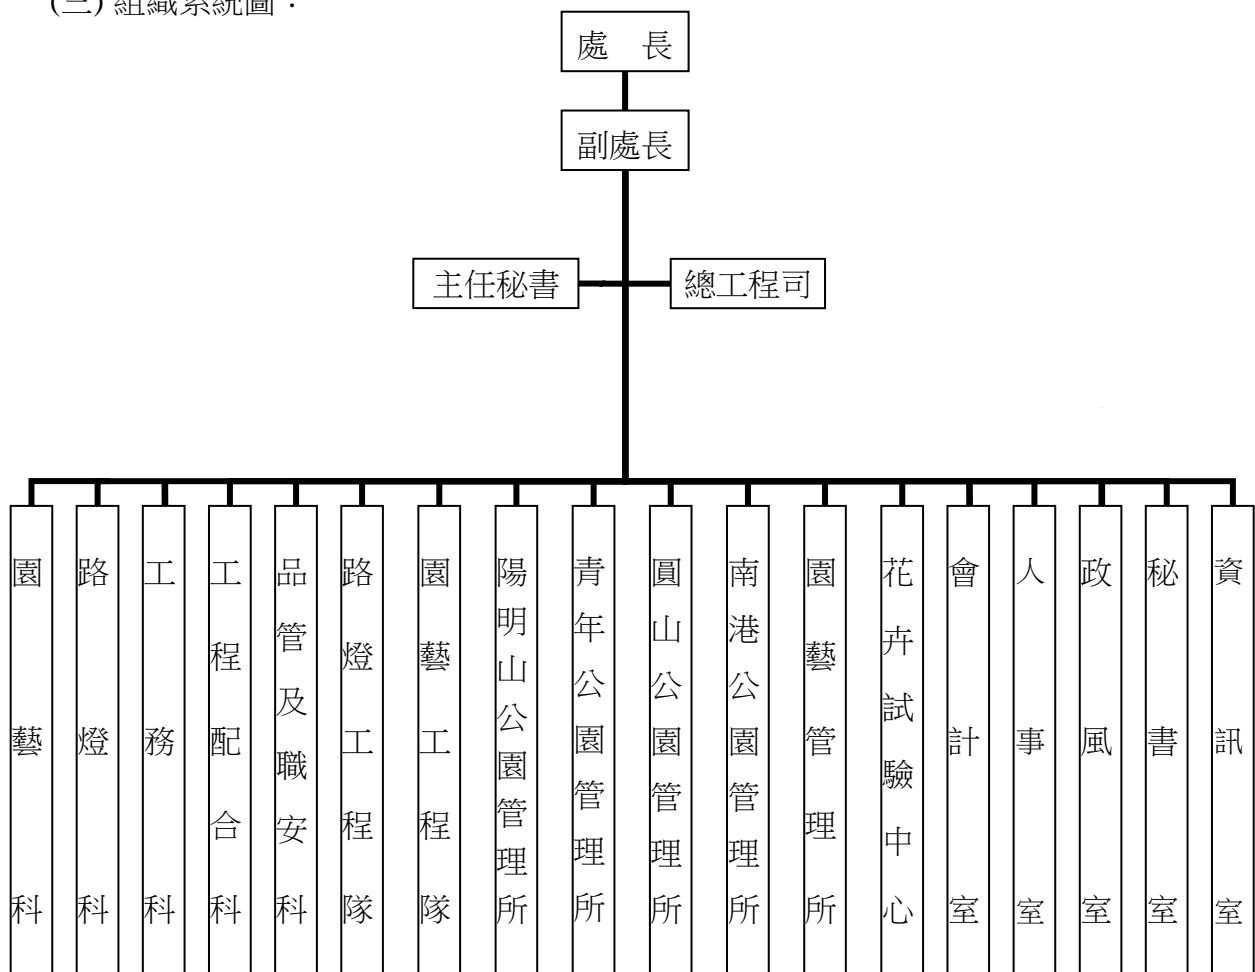 (三) 組織系統圖：
處　長
副處長
主任秘書
總工程司
園藝科
路燈科
工務科
工程配合科
品管及職安科
路燈工程隊
園藝工程隊
陽明山公園管理所
青年公園管理所
圓山公園管理所
南港公園管理所
園藝管理所
花卉試驗中心
會計室
人事室
政風室
秘書室
資訊室